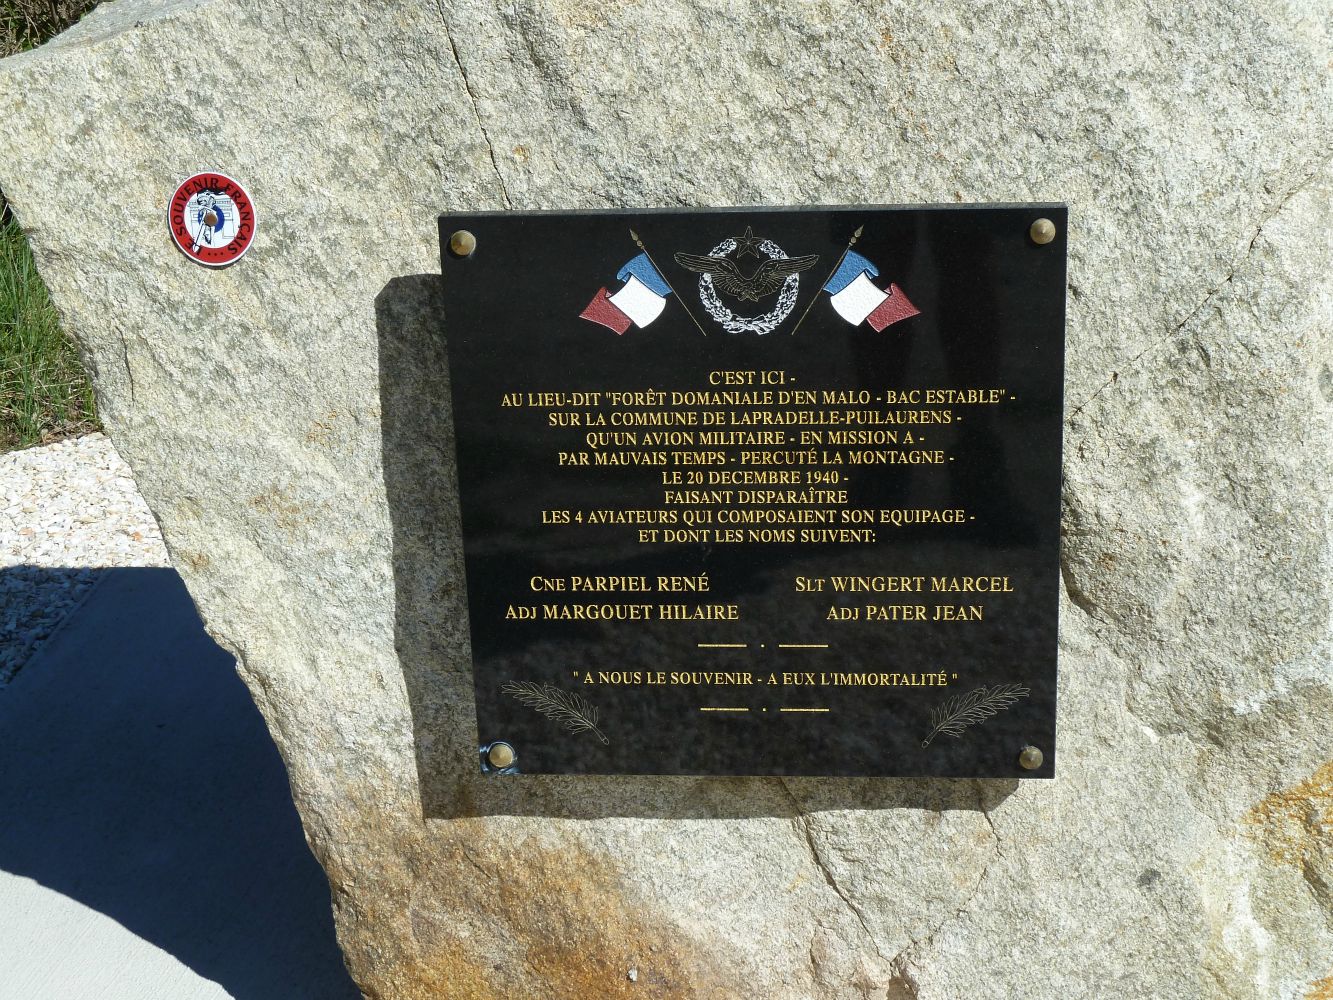 LE SOUVENIR FRANÇAIS...
C'EST ICI -
AU LIEU-DIT "FORÊT DOMANIALE D'EN MALO - BAC ESTABLE" -
SUR LA COMMUNE DE LAPRADELLE-PUILAURENS -
QU'UN AVION MILITAIRE - EN MISSION A -
PAR MAUVAIS TEMPS - PERCUTÉ LA MONTAGNE -
LE 20 DECEMBRE 1940 -
FAISANT DISPARAÎTRE
LES 4 AVIATEURS QUI COMPOSAIENT SON EQUIPAGE -
ET DONT LES NOMS SUIVENT:
CNE PARPIEL RENÉ SLT WINGERT MARCEL
ADJ MARGOUET HILAIRE ADJ PATER JEAN
" A NOUS LE SOUVENIR - A EUX L'IMMORTALITÉ "